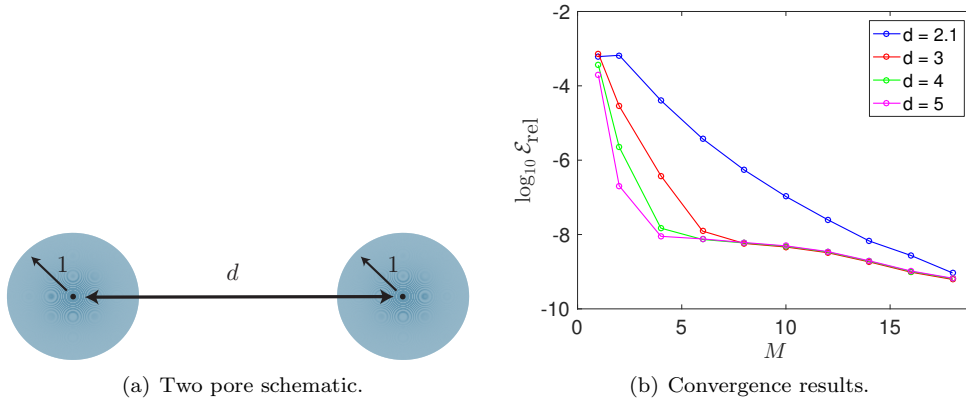 1
d
1
(a) Two pore schematic.
-2
-4
-6
-8
-10
log₁₀ ℰrel
0
5
10
15
M
d = 2.1
d = 3
d = 4
d = 5
(b) Convergence results.